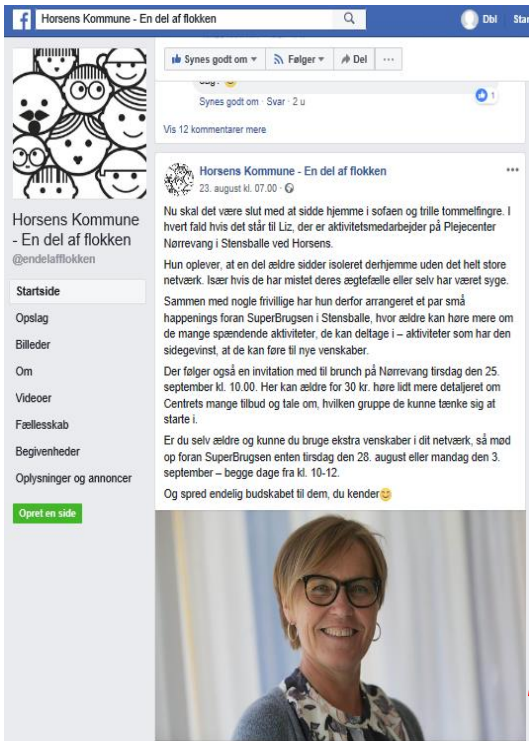 Horsens Kommune - En del af flokken
Dbl
Star
Synes godt om
Følger
Del
Synes godt om · Svar · 2 u
1
Vis 12 kommentarer mere
Horsens Kommune - En del af flokken
23. august kl. 07.00 ·
Nu skal det være slut med at sidde hjemme i sofaen og trille tommelfingre. I
hvert fald hvis det står til Liz, der er aktivitetsmedarbejder på Plejecenter
Nørrevang i Stensballe ved Horsens.
Hun oplever, at en del ældre sidder isoleret derhjemme uden det helt store
netværk. Især hvis de har mistet deres ægtefælle eller selv har været syge.
Sammen med nogle frivillige har hun derfor arrangeret et par små
happenings foran SuperBrugsen i Stensballe, hvor ældre kan høre mere om
de mange spændende aktiviteter, de kan deltage i – aktiviteter som har den
sidegevinst, at de kan føre til nye venskaber.
Der følger også en invitation med til brunch på Nørrevang tirsdag den 25.
september kl. 10.00. Her kan ældre for 30 kr. høre lidt mere detaljeret om
Centrets mange tilbud og tale om, hvilken gruppe de kunne tænke sig at
starte i.
Er du selv ældre og kunne du bruge ekstra venskaber i dit netværk, så mød
op foran SuperBrugsen enten tirsdag den 28. august eller mandag den 3.
september – begge dage fra kl. 10-12.
Og spred endelig budskabet til dem, du kender
Horsens Kommune
- En del af flokken
@endelafflokken
Startside
Opslag
Billeder
Om
Videoer
Fællesskab
Begivenheder
Oplysninger og annoncer
Opret en side